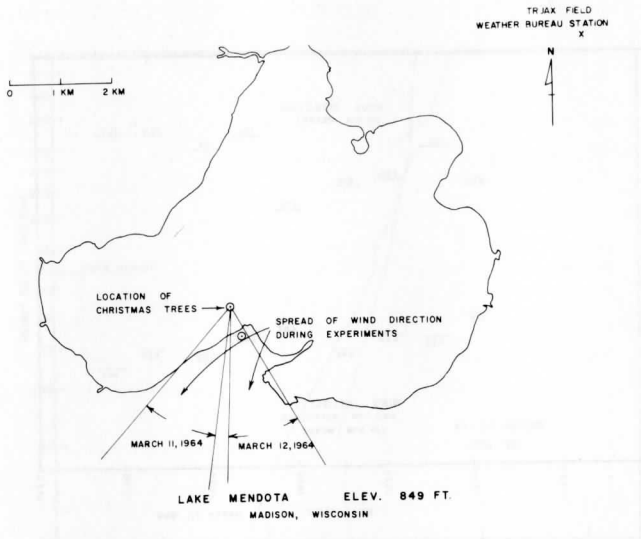 TRJAX FIELD
WEATHER BUREAU STATION
X
N
0 1 KM 2 KM
LOCATION OF
CHRISTMAS TREES
SPREAD OF WIND DIRECTION
DURING EXPERIMENTS
MARCH 11, 1964
MARCH 12, 1964
LAKE MENDOTA ELEV. 849 FT.
MADISON, WISCONSIN